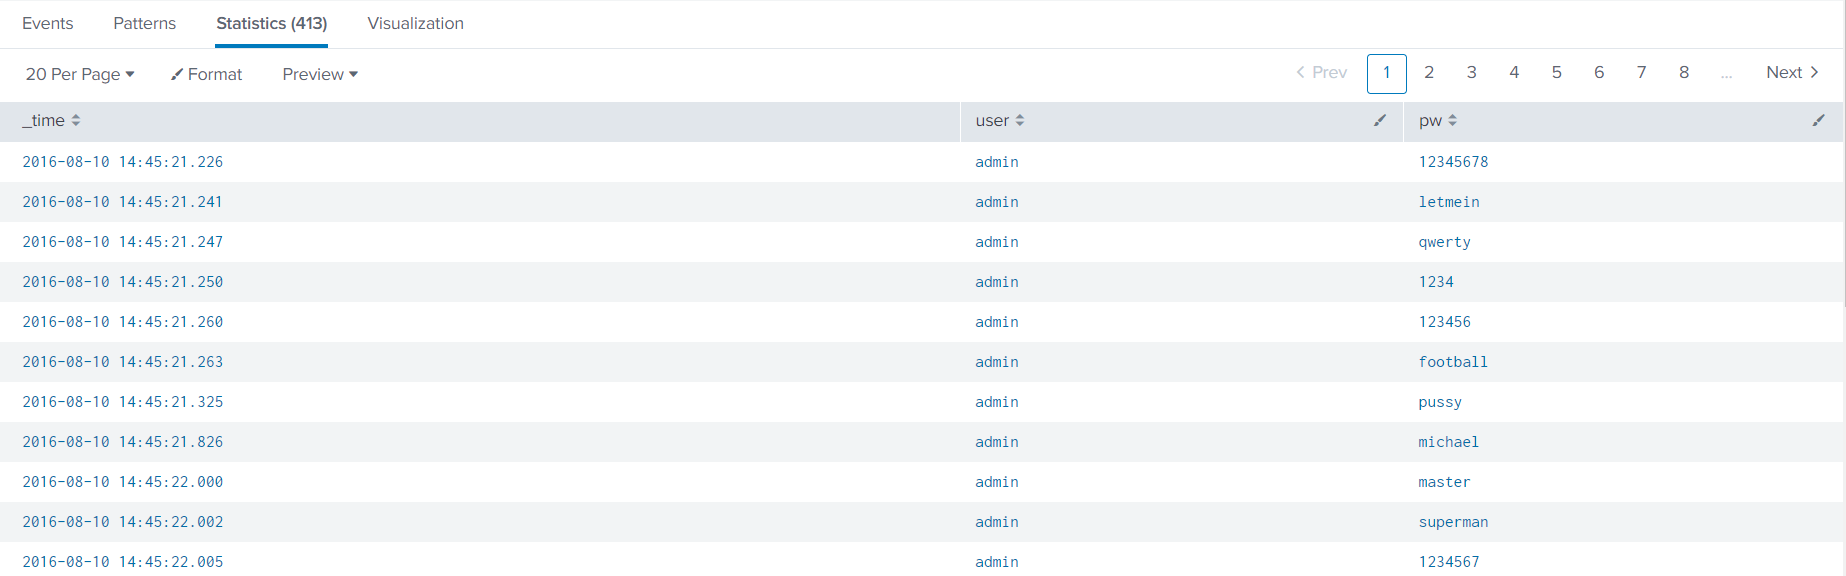 Events Patterns Statistics (413) Visualization
20 Per Page Format Preview Prev 1 2 3 4 5 6 7 8 ... Next
_time user pw
2016-08-10 14:45:21.226 admin 12345678
2016-08-10 14:45:21.241 admin letmein
2016-08-10 14:45:21.247 admin qwerty
2016-08-10 14:45:21.250 admin 1234
2016-08-10 14:45:21.260 admin 123456
2016-08-10 14:45:21.263 admin football
2016-08-10 14:45:21.325 admin pussy
2016-08-10 14:45:21.826 admin michael
2016-08-10 14:45:22.000 admin master
2016-08-10 14:45:22.002 admin superman
2016-08-10 14:45:22.005 admin 1234567